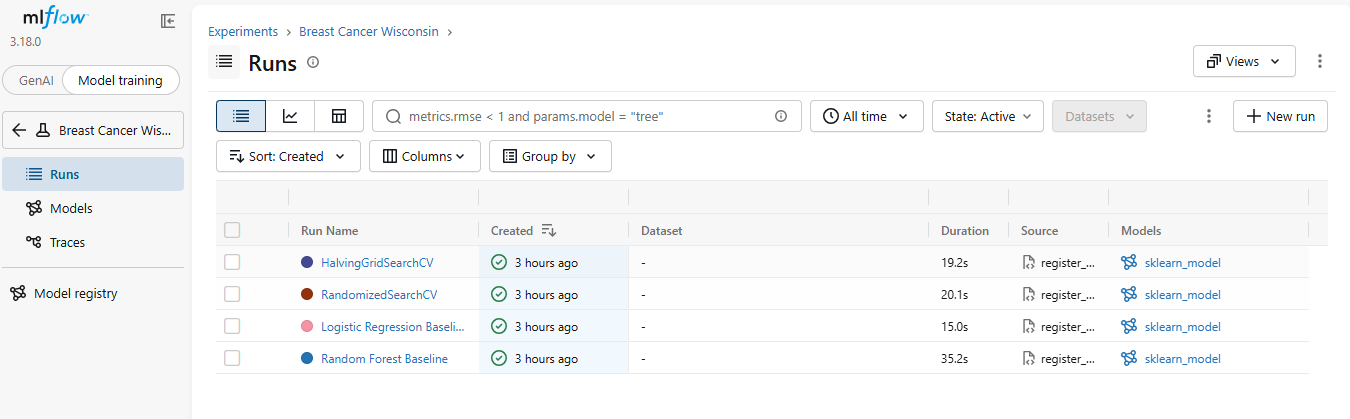 mlflow
3.18.0
GenAI Model training
Breast Cancer Wis...
Runs
Models
Traces
Model registry
Experiments > Breast Cancer Wisconsin >
Runs
Views
metrics.rmse < 1 and params.model = "tree"
All time
State: Active
Datasets
New run
Sort: Created
Columns
Group by
Run Name Created Dataset Duration Source Models
HalvingGridSearchCV 3 hours ago - 19.2s register_... sklearn_model
RandomizedSearchCV 3 hours ago - 20.1s register_... sklearn_model
Logistic Regression Baseli... 3 hours ago - 15.0s register_... sklearn_model
Random Forest Baseline 3 hours ago - 35.2s register_... sklearn_model